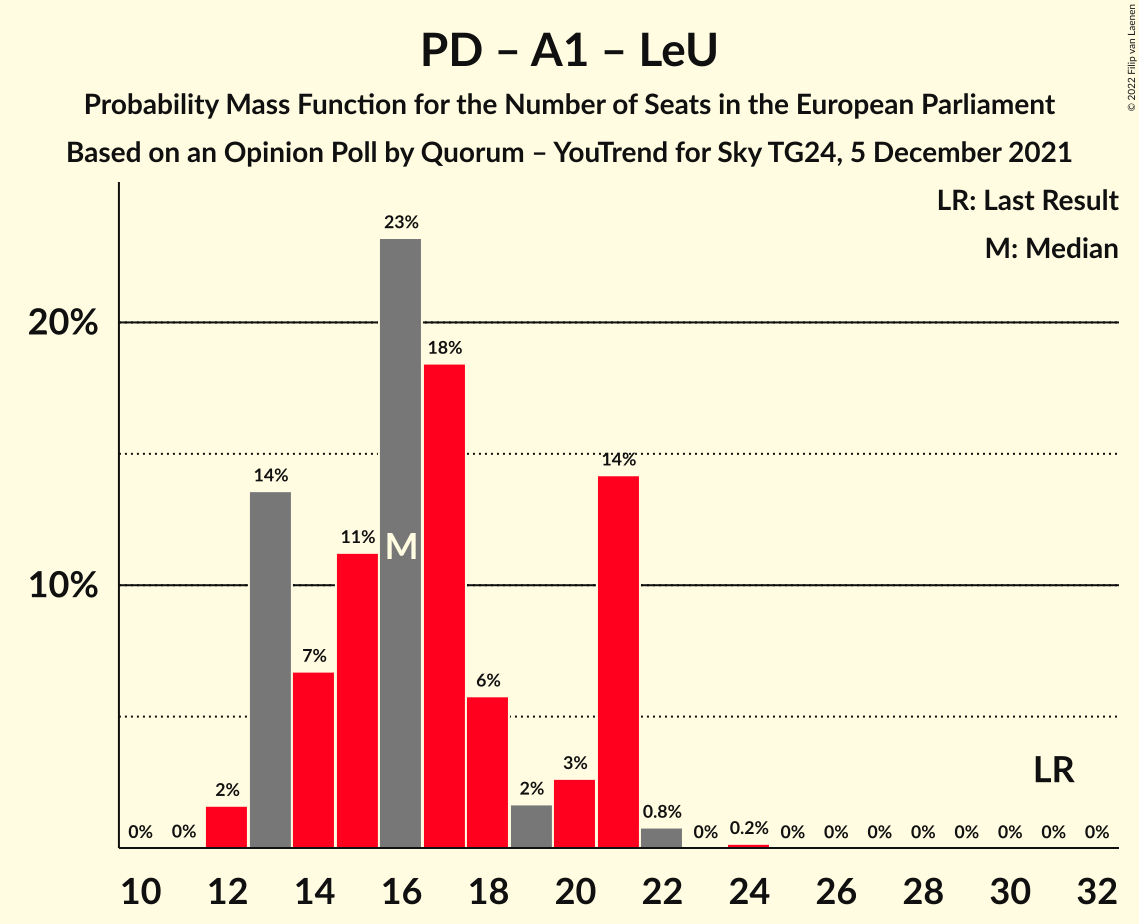 PD – A1 – LeU
Probability Mass Function for the Number of Seats in the European Parliament
Based on an Opinion Poll by Quorum – YouTrend for Sky TG24, 5 December 2021
© 2022 Filip van Laenen
LR: Last Result
M: Median
20%
10%
0%
0%
2%
14%
7%
11%
23%
M
18%
6%
2%
3%
14%
0.8%
0%
0.2%
0%
0%
0%
0%
0%
0%
0%
0%
LR
10 12 14 16 18 20 22 24 26 28 30 32